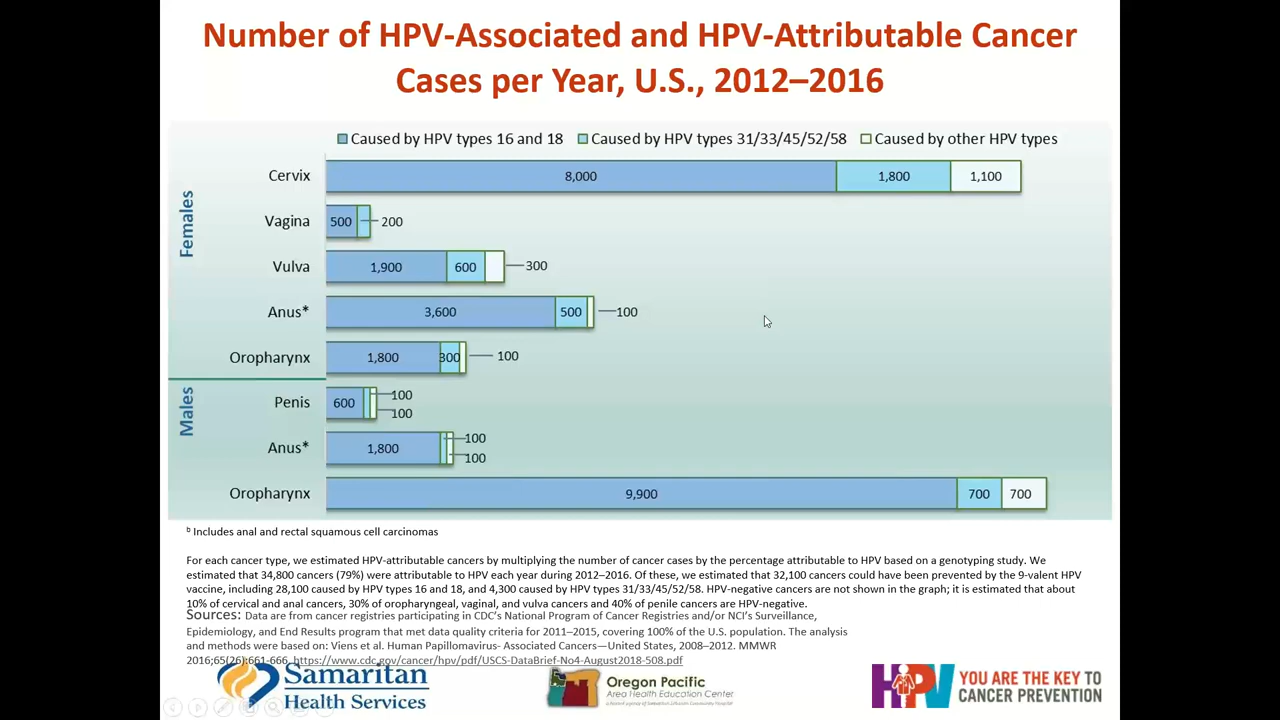 Number of HPV-Associated and HPV-Attributable Cancer
Cases per Year, U.S., 2012–2016
Caused by HPV types 16 and 18
Caused by HPV types 31/33/45/52/58
Caused by other HPV types
Females
Cervix
8,000
1,800
1,100
Vagina
500
200
Vulva
1,900
600
300
Anus*
3,600
500
100
Oropharynx
1,800
300
100
Males
Penis
600
100
100
Anus*
1,800
100
100
Oropharynx
9,900
700
700
b Includes anal and rectal squamous cell carcinomas
For each cancer type, we estimated HPV-attributable cancers by multiplying the number of cancer cases by the percentage attributable to HPV based on a genotyping study. We
estimated that 34,800 cancers (79%) were attributable to HPV each year during 2012–2016. Of these, we estimated that 32,100 cancers could have been prevented by the 9-valent HPV
vaccine, including 28,100 caused by HPV types 16 and 18, and 4,300 caused by HPV types 31/33/45/52/58. HPV-negative cancers are not shown in the graph; it is estimated that about
10% of cervical and anal cancers, 30% of oropharyngeal, vaginal, and vulva cancers and 40% of penile cancers are HPV-negative.
Sources: Data are from cancer registries participating in CDC's National Program of Cancer Registries and/or NCI's Surveillance,
Epidemiology, and End Results program that met data quality criteria for 2011–2015, covering 100% of the U.S. population. The analysis
and methods were based on: Viens et al. Human Papillomavirus- Associated Cancers—United States, 2008–2012. MMWR
2016;65(26):661-666. https://www.cdc.gov/cancer/hpv/pdf/USCS-DataBrief-No4-August2018-508.pdf
Samaritan
Health Services
Oregon Pacific
Area Health Education Center
HPV
YOU ARE THE KEY TO
CANCER PREVENTION